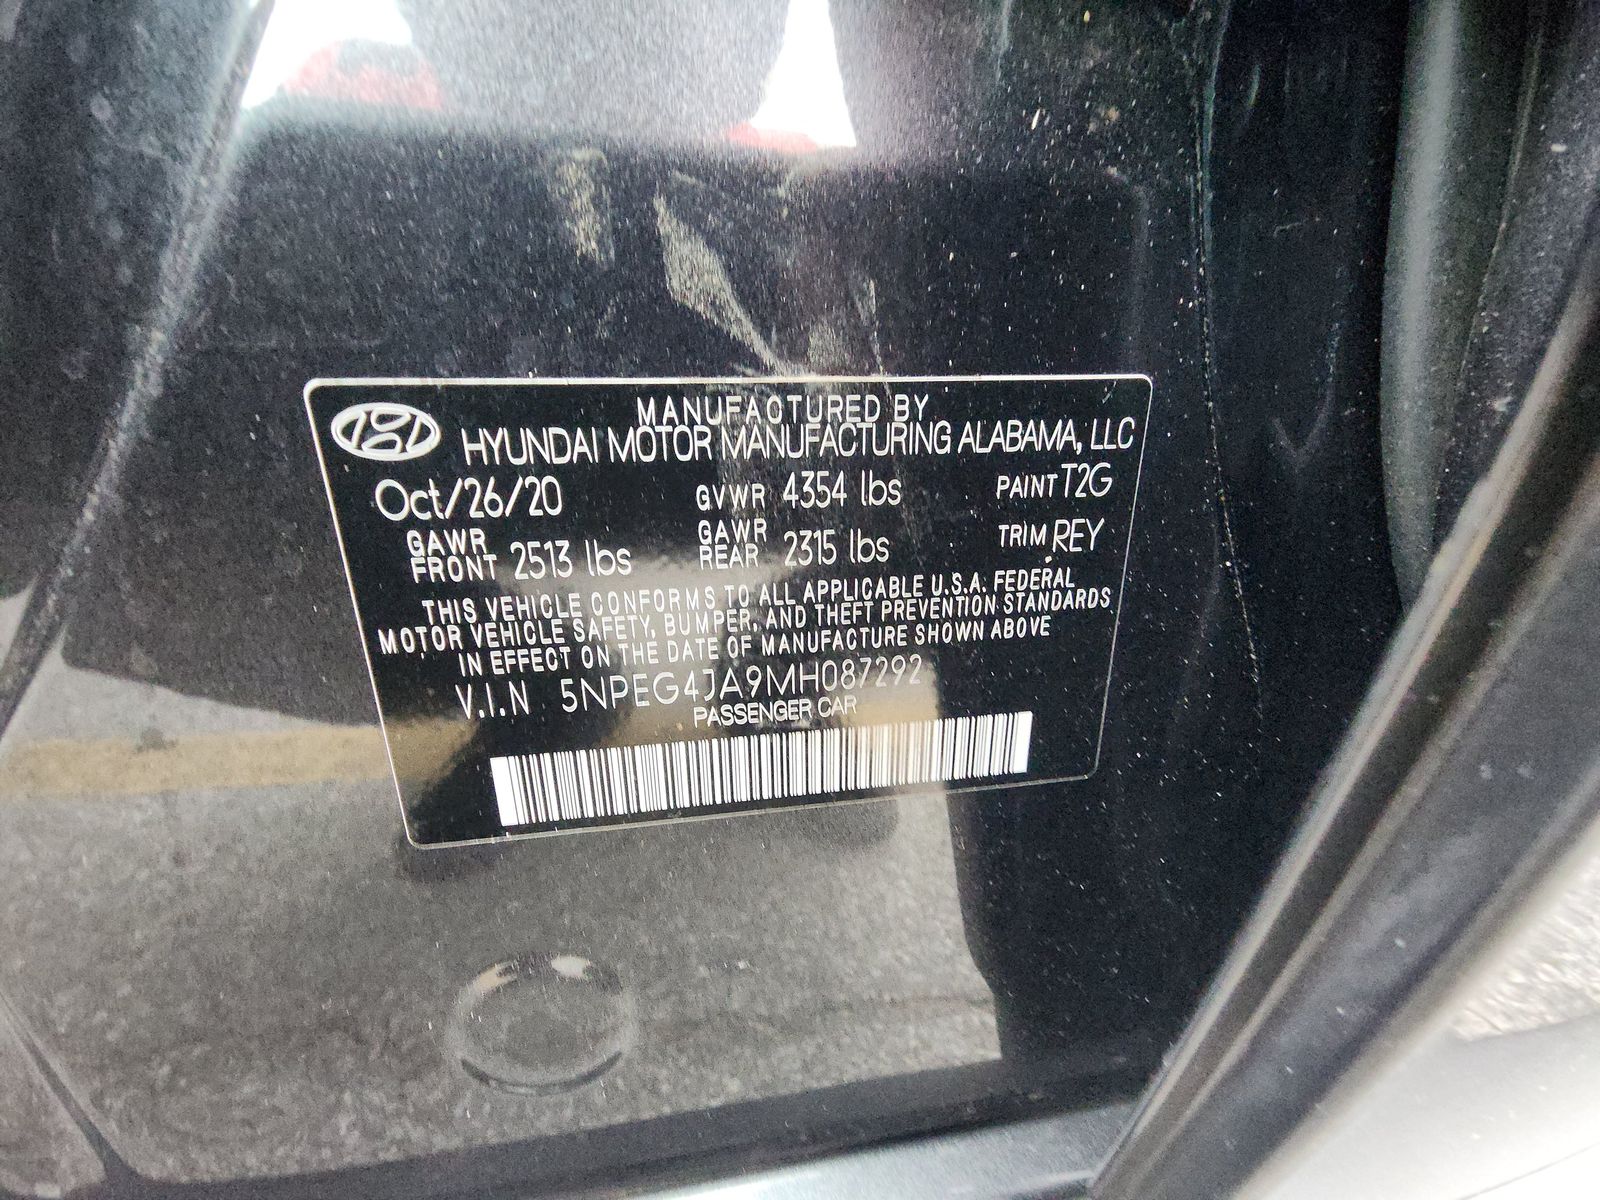 MANUFACTURED BY
HYUNDAI MOTOR MANUFACTURING ALABAMA, LLC
Oct/26/20 GVWR 4354 lbs PAINT T2G
GAWR FRONT 2513 lbs GAWR REAR 2315 lbs TRIM REY
THIS VEHICLE CONFORMS TO ALL APPLICABLE U.S.A. FEDERAL
MOTOR VEHICLE SAFETY, BUMPER, AND THEFT PREVENTION STANDARDS
IN EFFECT ON THE DATE OF MANUFACTURE SHOWN ABOVE
V.I.N 5NPEG4JA9MH087292
PASSENGER CAR